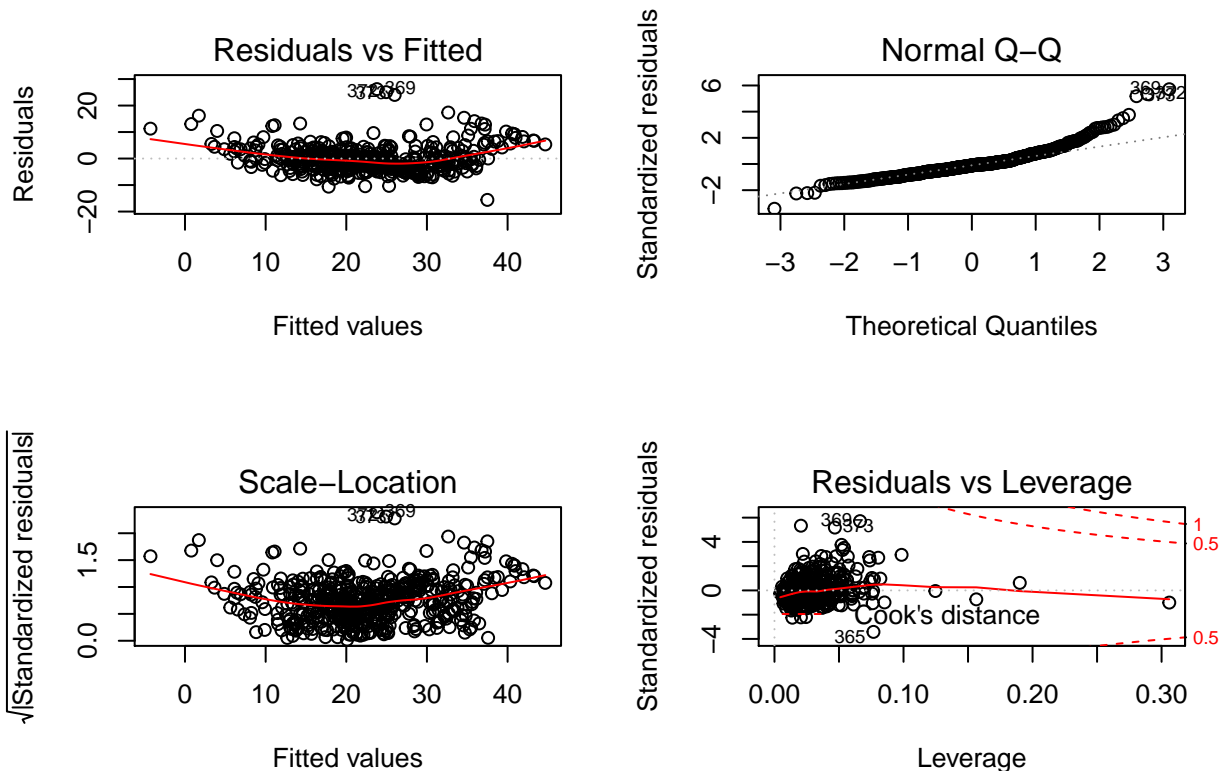 Residuals vs Fitted
Residuals
20
0
−20
369
0 10 20 30 40
Fitted values
Normal Q−Q
Standardized residuals
6
2
−2
369
−3 −2 −1 0 1 2 3
Theoretical Quantiles
Scale−Location
√|Standardized residuals|
1.5
0.0
369
0 10 20 30 40
Fitted values
Residuals vs Leverage
Standardized residuals
4
0
−4
369
373
1
0.5
Cook's distance
365
0.5
0.00 0.10 0.20 0.30
Leverage